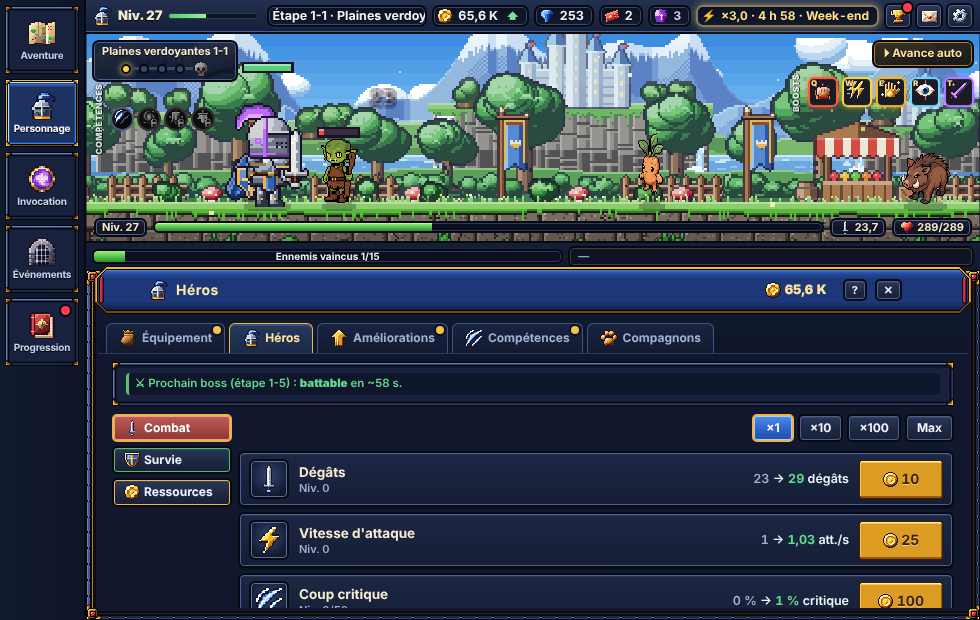 Niv. 27
Étape 1-1 · Plaines verdoy
65,6 K
253
2
3
×3,0 · 4 h 58 · Week-end
Aventure
Personnage
Invocation
Événements
Progression
Plaines verdoyantes 1-1
Avance auto
COMPÉTENCES
BOOSTS
Niv. 27
23,7
289/289
Ennemis vaincus 1/15
—
Héros
65,6 K
?
×
Équipement
Héros
Améliorations
Compétences
Compagnons
Prochain boss (étape 1-5) : battable en ~58 s.
Combat
Survie
Ressources
×1
×10
×100
Max
Dégâts
Niv. 0
23 → 29 dégâts
10
Vitesse d'attaque
Niv. 0
1 → 1,03 att./s
25
Coup critique
0 % → 1 % critique
100